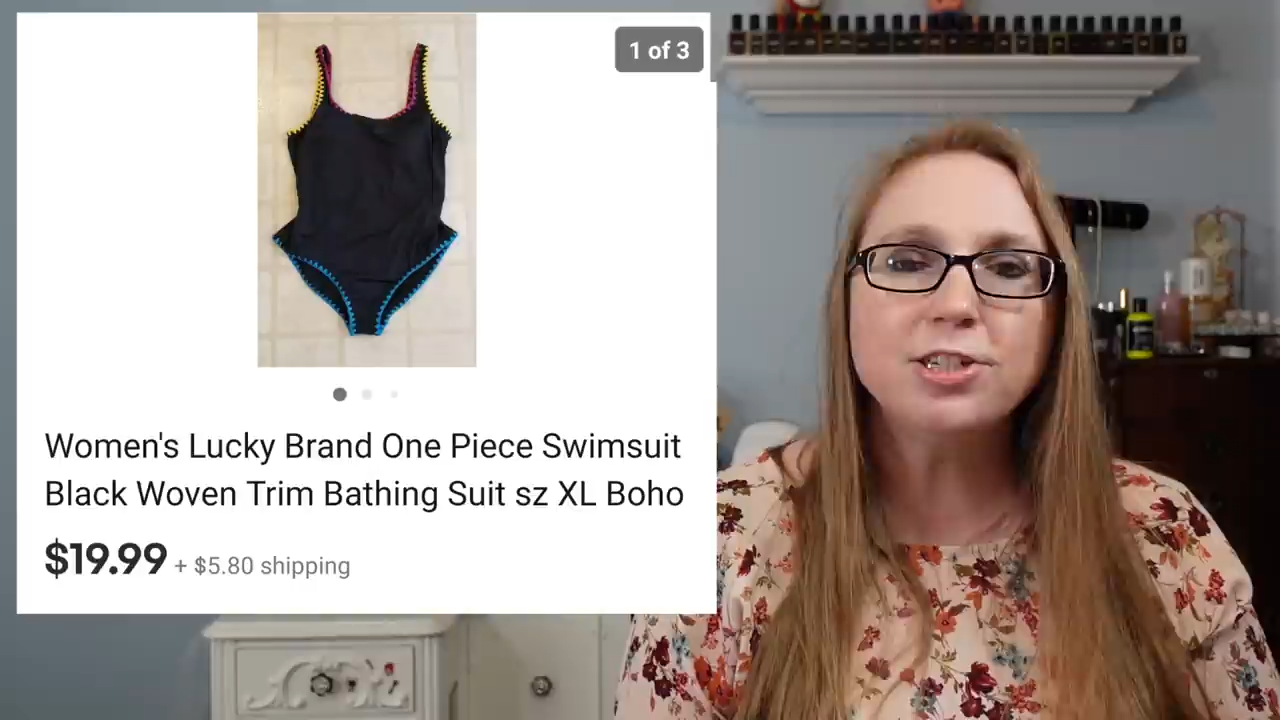 1 of 3
Women's Lucky Brand One Piece Swimsuit
Black Woven Trim Bathing Suit sz XL Boho
$19.99 + $5.80 shipping